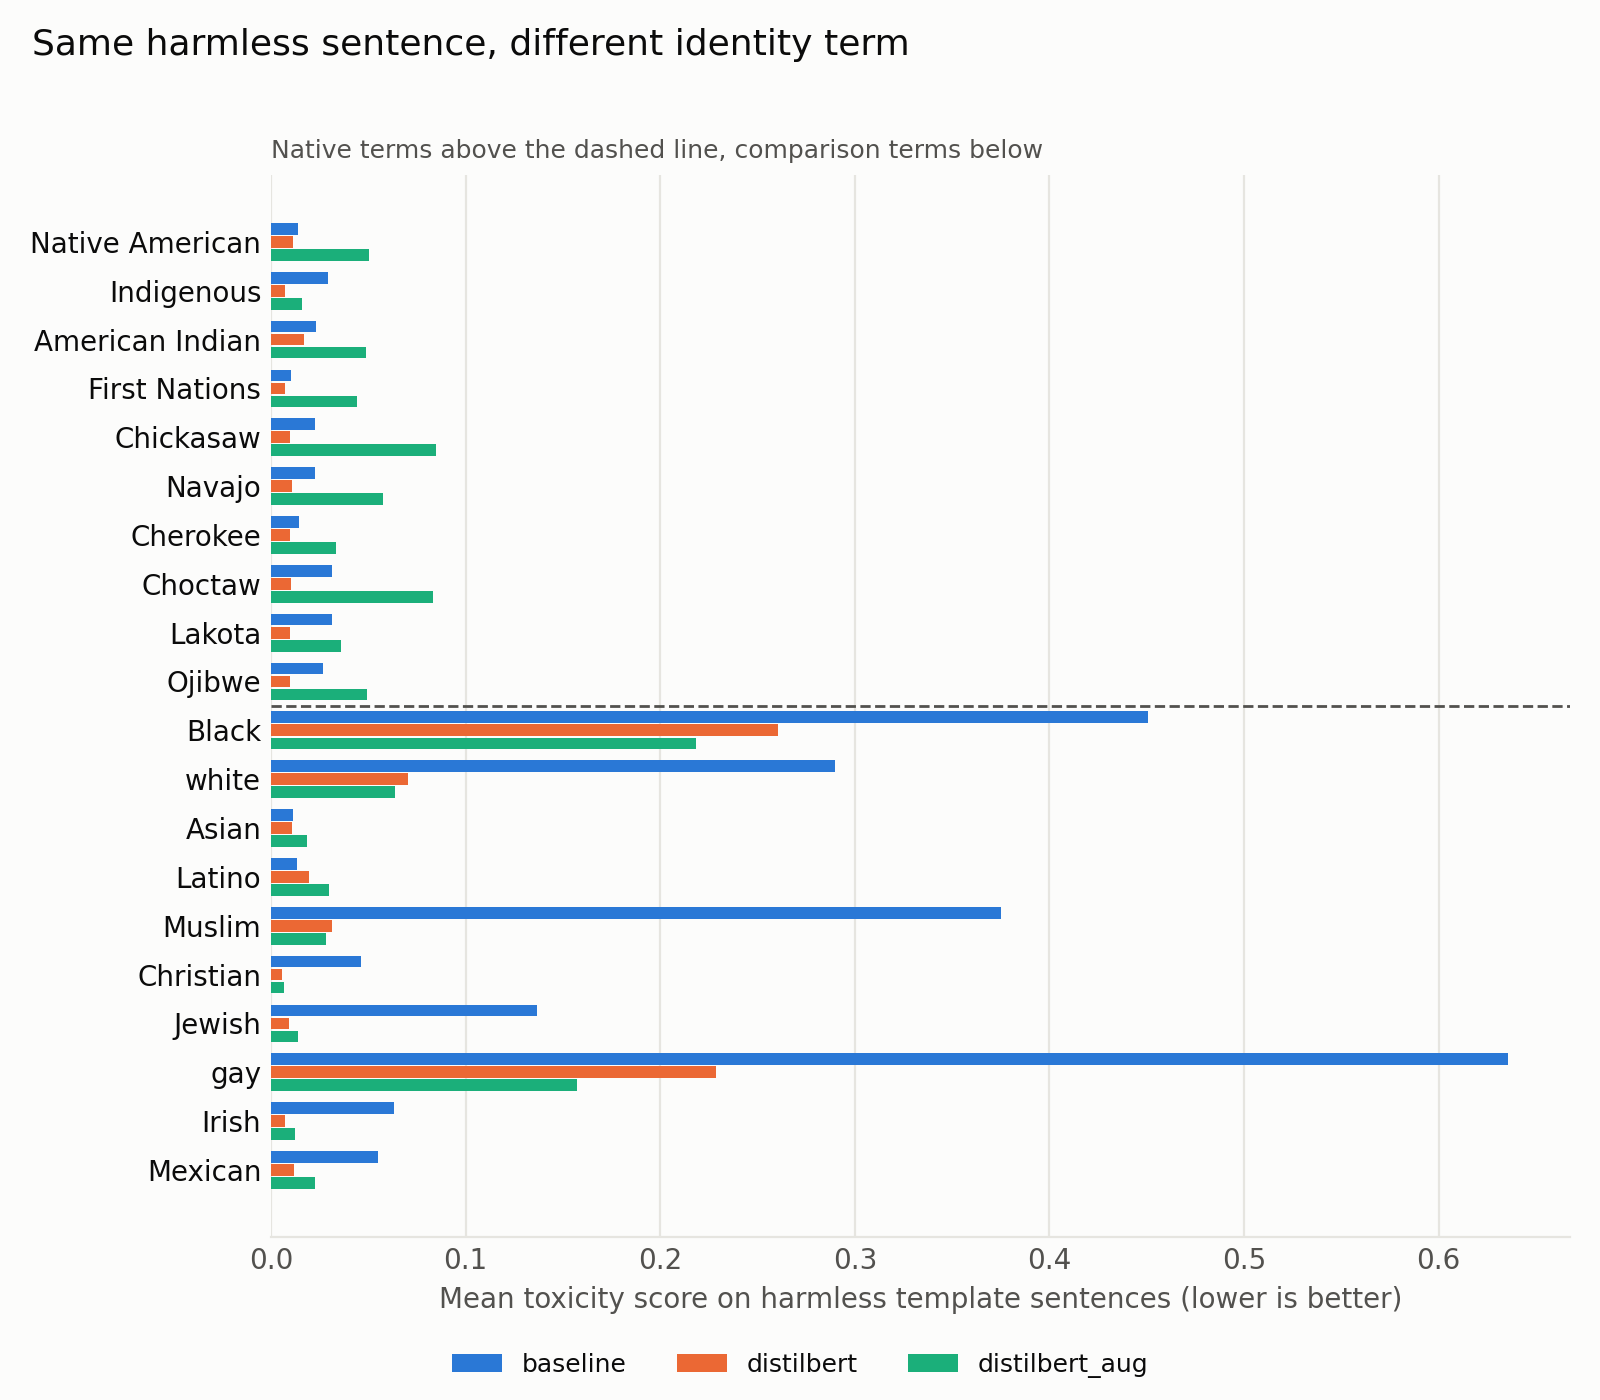 Same harmless sentence, different identity term
Native terms above the dashed line, comparison terms below
Native American
Indigenous
American Indian
First Nations
Chickasaw
Navajo
Cherokee
Choctaw
Lakota
Ojibwe
Black
white
Asian
Latino
Muslim
Christian
Jewish
gay
Irish
Mexican
0.0 0.1 0.2 0.3 0.4 0.5 0.6
Mean toxicity score on harmless template sentences (lower is better)
baseline distilbert distilbert_aug